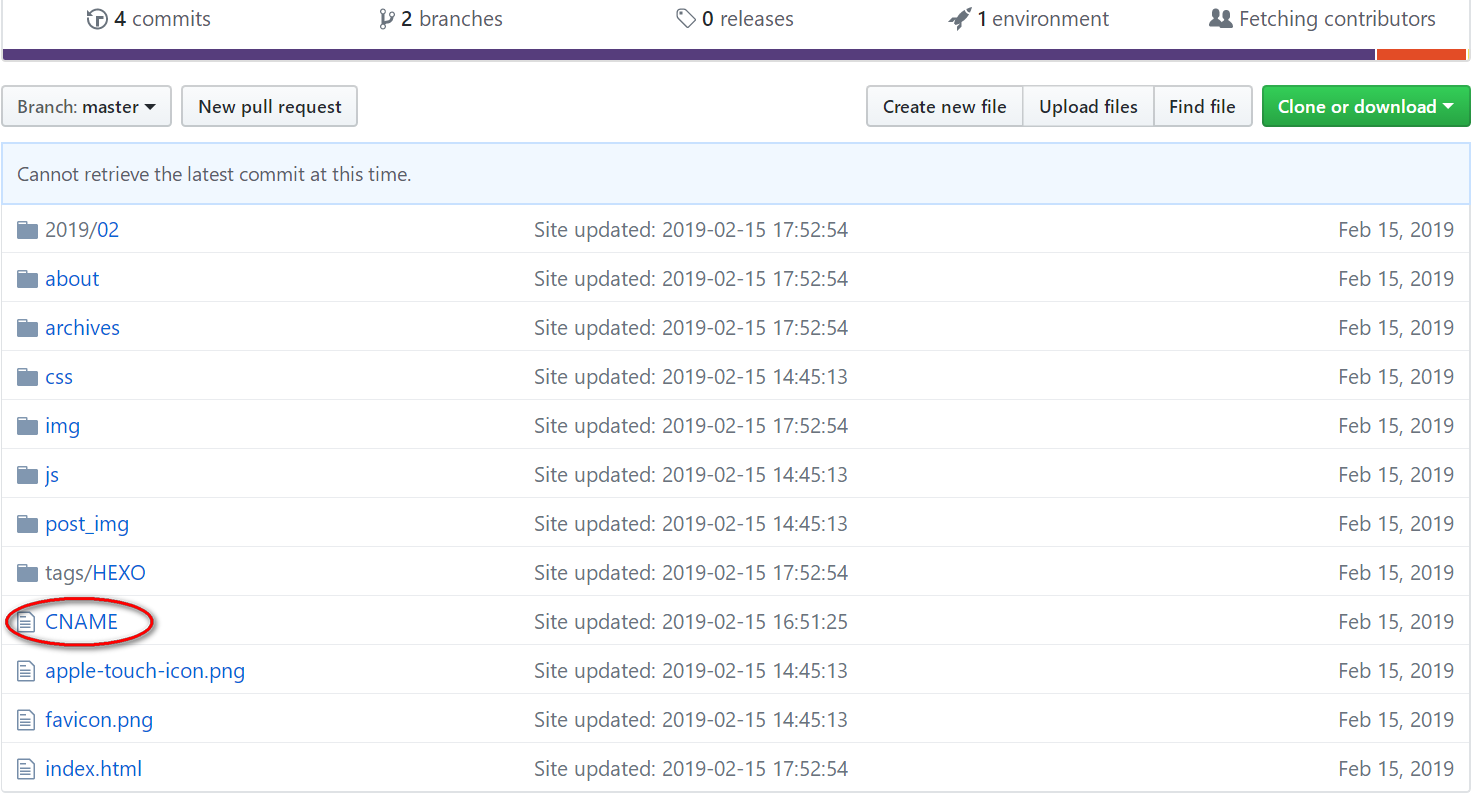 4 commits 2 branches 0 releases 1 environment Fetching contributors
Branch: master New pull request Create new file Upload files Find file Clone or download
Cannot retrieve the latest commit at this time.
2019/02 Site updated: 2019-02-15 17:52:54 Feb 15, 2019
about Site updated: 2019-02-15 17:52:54 Feb 15, 2019
archives Site updated: 2019-02-15 17:52:54 Feb 15, 2019
css Site updated: 2019-02-15 14:45:13 Feb 15, 2019
img Site updated: 2019-02-15 17:52:54 Feb 15, 2019
js Site updated: 2019-02-15 14:45:13 Feb 15, 2019
post_img Site updated: 2019-02-15 14:45:13 Feb 15, 2019
tags/HEXO Site updated: 2019-02-15 17:52:54 Feb 15, 2019
CNAME Site updated: 2019-02-15 16:51:25 Feb 15, 2019
apple-touch-icon.png Site updated: 2019-02-15 14:45:13 Feb 15, 2019
favicon.png Site updated: 2019-02-15 14:45:13 Feb 15, 2019
index.html Site updated: 2019-02-15 17:52:54 Feb 15, 2019